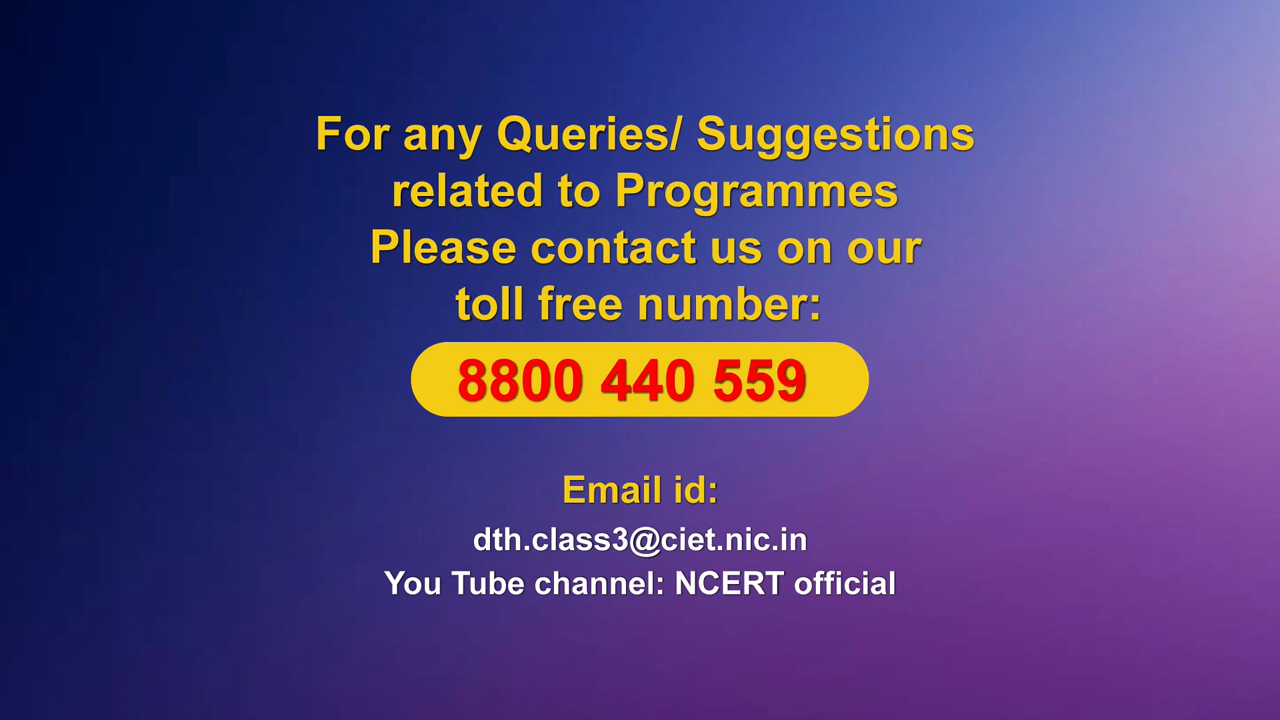 For any Queries/ Suggestions
related to Programmes
Please contact us on our
toll free number:
8800 440 559
Email id:
dth.class3@ciet.nic.in
You Tube channel: NCERT official